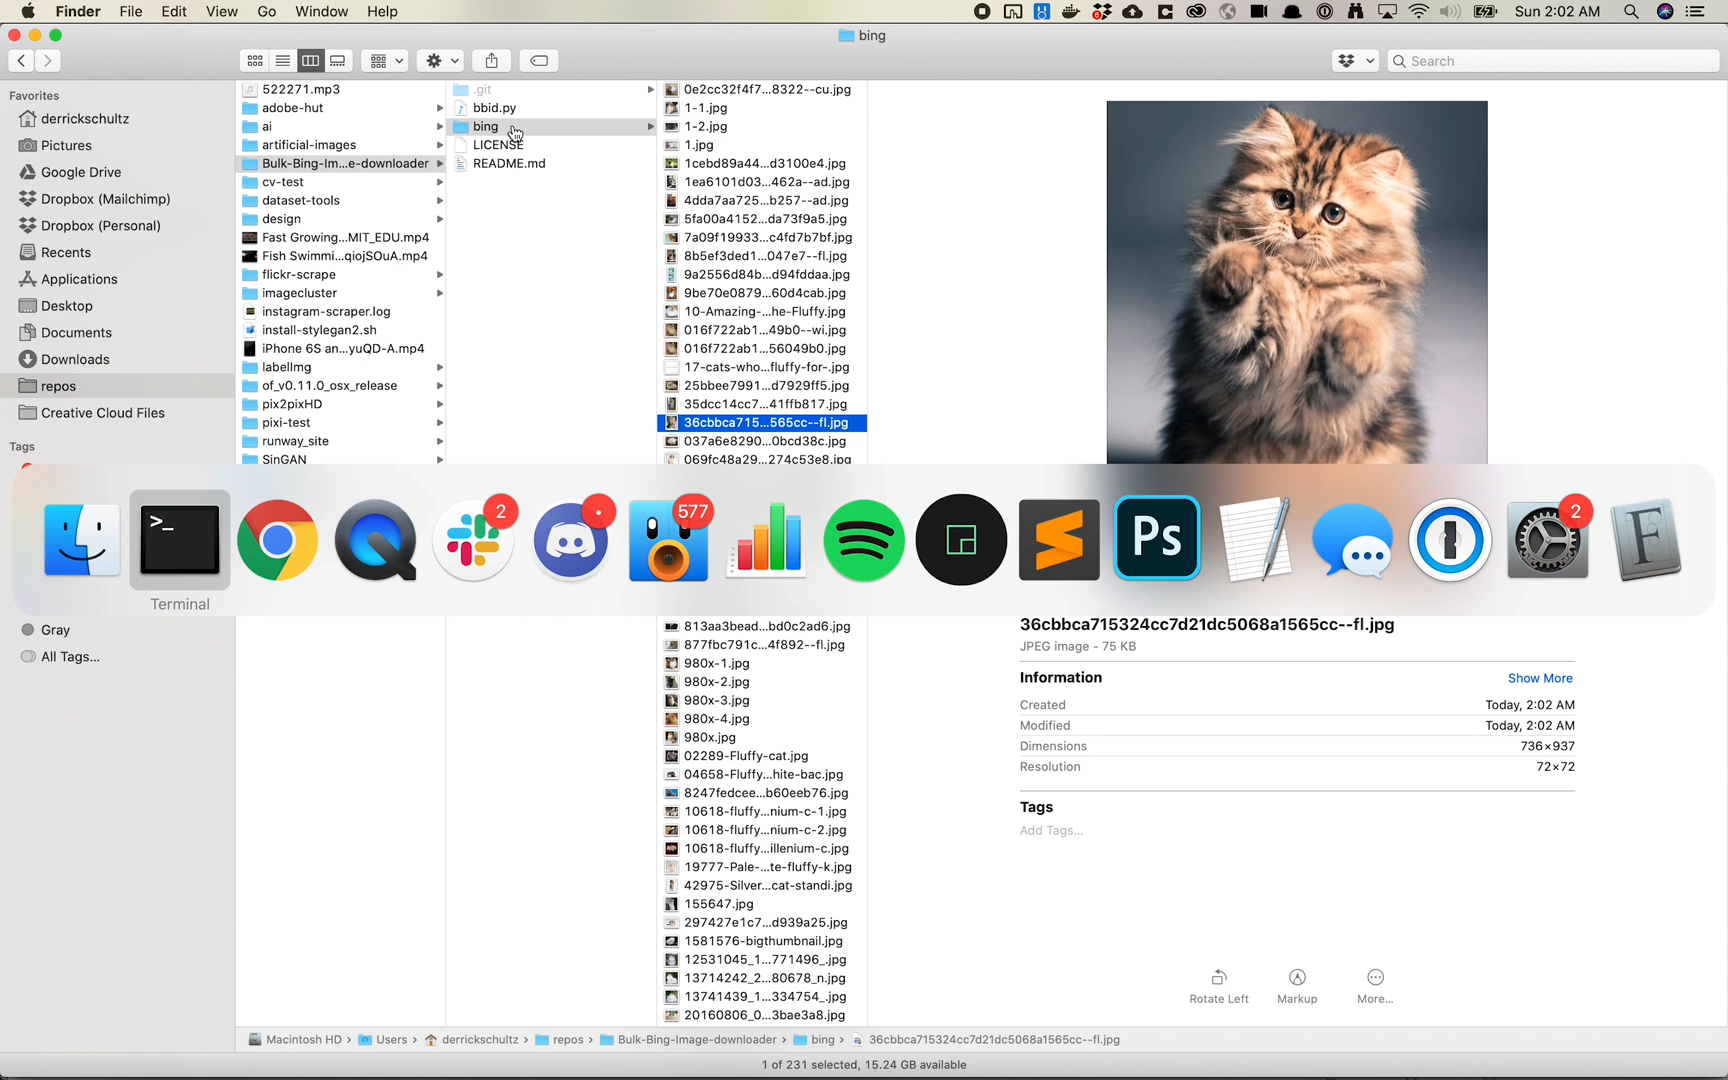 Finder File Edit View Go Window Help Sun 2:02 AM
bing
Search
Favorites
derrickschultz
Pictures
Google Drive
Dropbox (Mailchimp)
Dropbox (Personal)
Recents
Applications
Desktop
Documents
Downloads
repos
Creative Cloud Files
Tags
Gray
All Tags...
522271.mp3
adobe-hut
ai
artificial-images
Bulk-Bing-Im...e-downloader
cv-test
dataset-tools
design
Fast Growing...MIT_EDU.mp4
Fish Swimmi...qiojSOuA.mp4
flickr-scrape
imagecluster
instagram-scraper.log
install-stylegan2.sh
iPhone 6S an...yuQD-A.mp4
labelImg
of_v0.11.0_osx_release
pix2pixHD
pixi-test
runway_site
SinGAN
.git
bbid.py
bing
LICENSE
README.md
0e2cc32f4f7...8322--cu.jpg
1-1.jpg
1-2.jpg
1.jpg
1cebd89a44...d3100e4.jpg
1ea6101d03...462a--ad.jpg
4dda7aa725...b257--ad.jpg
5fa00a4152...da73f9a5.jpg
7a09f19933...c4fd7b7bf.jpg
8b5ef3ded1...047e7--fl.jpg
9a2556d84b...d94fddaa.jpg
9be70e0879...60d4cab.jpg
10-Amazing-...he-Fluffy.jpg
016f722ab1...49b0--wi.jpg
016f722ab1...56049b0.jpg
17-cats-who...fluffy-for-.jpg
25bbee7991...d7929ff5.jpg
35dcc14cc7...41ffb817.jpg
36cbbca715...565cc--fl.jpg
037a6e8290...0bcd38c.jpg
069fc48a29...274c53e8.jpg
2
577
Ps
2
Terminal
813aa3bead...bd0c2ad6.jpg
877fbc791c...4f892--fl.jpg
980x-1.jpg
980x-2.jpg
980x-3.jpg
980x-4.jpg
980x.jpg
02289-Fluffy-cat.jpg
04658-Fluffy...hite-bac.jpg
8247fedcee...b60eeb76.jpg
10618-fluffy...nium-c-1.jpg
10618-fluffy...nium-c-2.jpg
10618-fluffy...illenium-c.jpg
19777-Pale-...te-fluffy-k.jpg
42975-Silver...cat-standi.jpg
155647.jpg
297427e1c7...d939a25.jpg
1581576-bigthumbnail.jpg
12531045_1...771496_.jpg
13714242_2...80678_n.jpg
13741439_1...334754_.jpg
20160806_0...3bae3a8.jpg
36cbbca715324cc7d21dc5068a1565cc--fl.jpg
JPEG image - 75 KB
Information Show More
Created Today, 2:02 AM
Modified Today, 2:02 AM
Dimensions 736×937
Resolution 72×72
Tags
Add Tags...
Rotate Left Markup More...
Macintosh HD › Users › derrickschultz › repos › Bulk-Bing-Image-downloader › bing › 36cbbca715324cc7d21dc5068a1565cc--fl.jpg
1 of 231 selected, 15.24 GB available